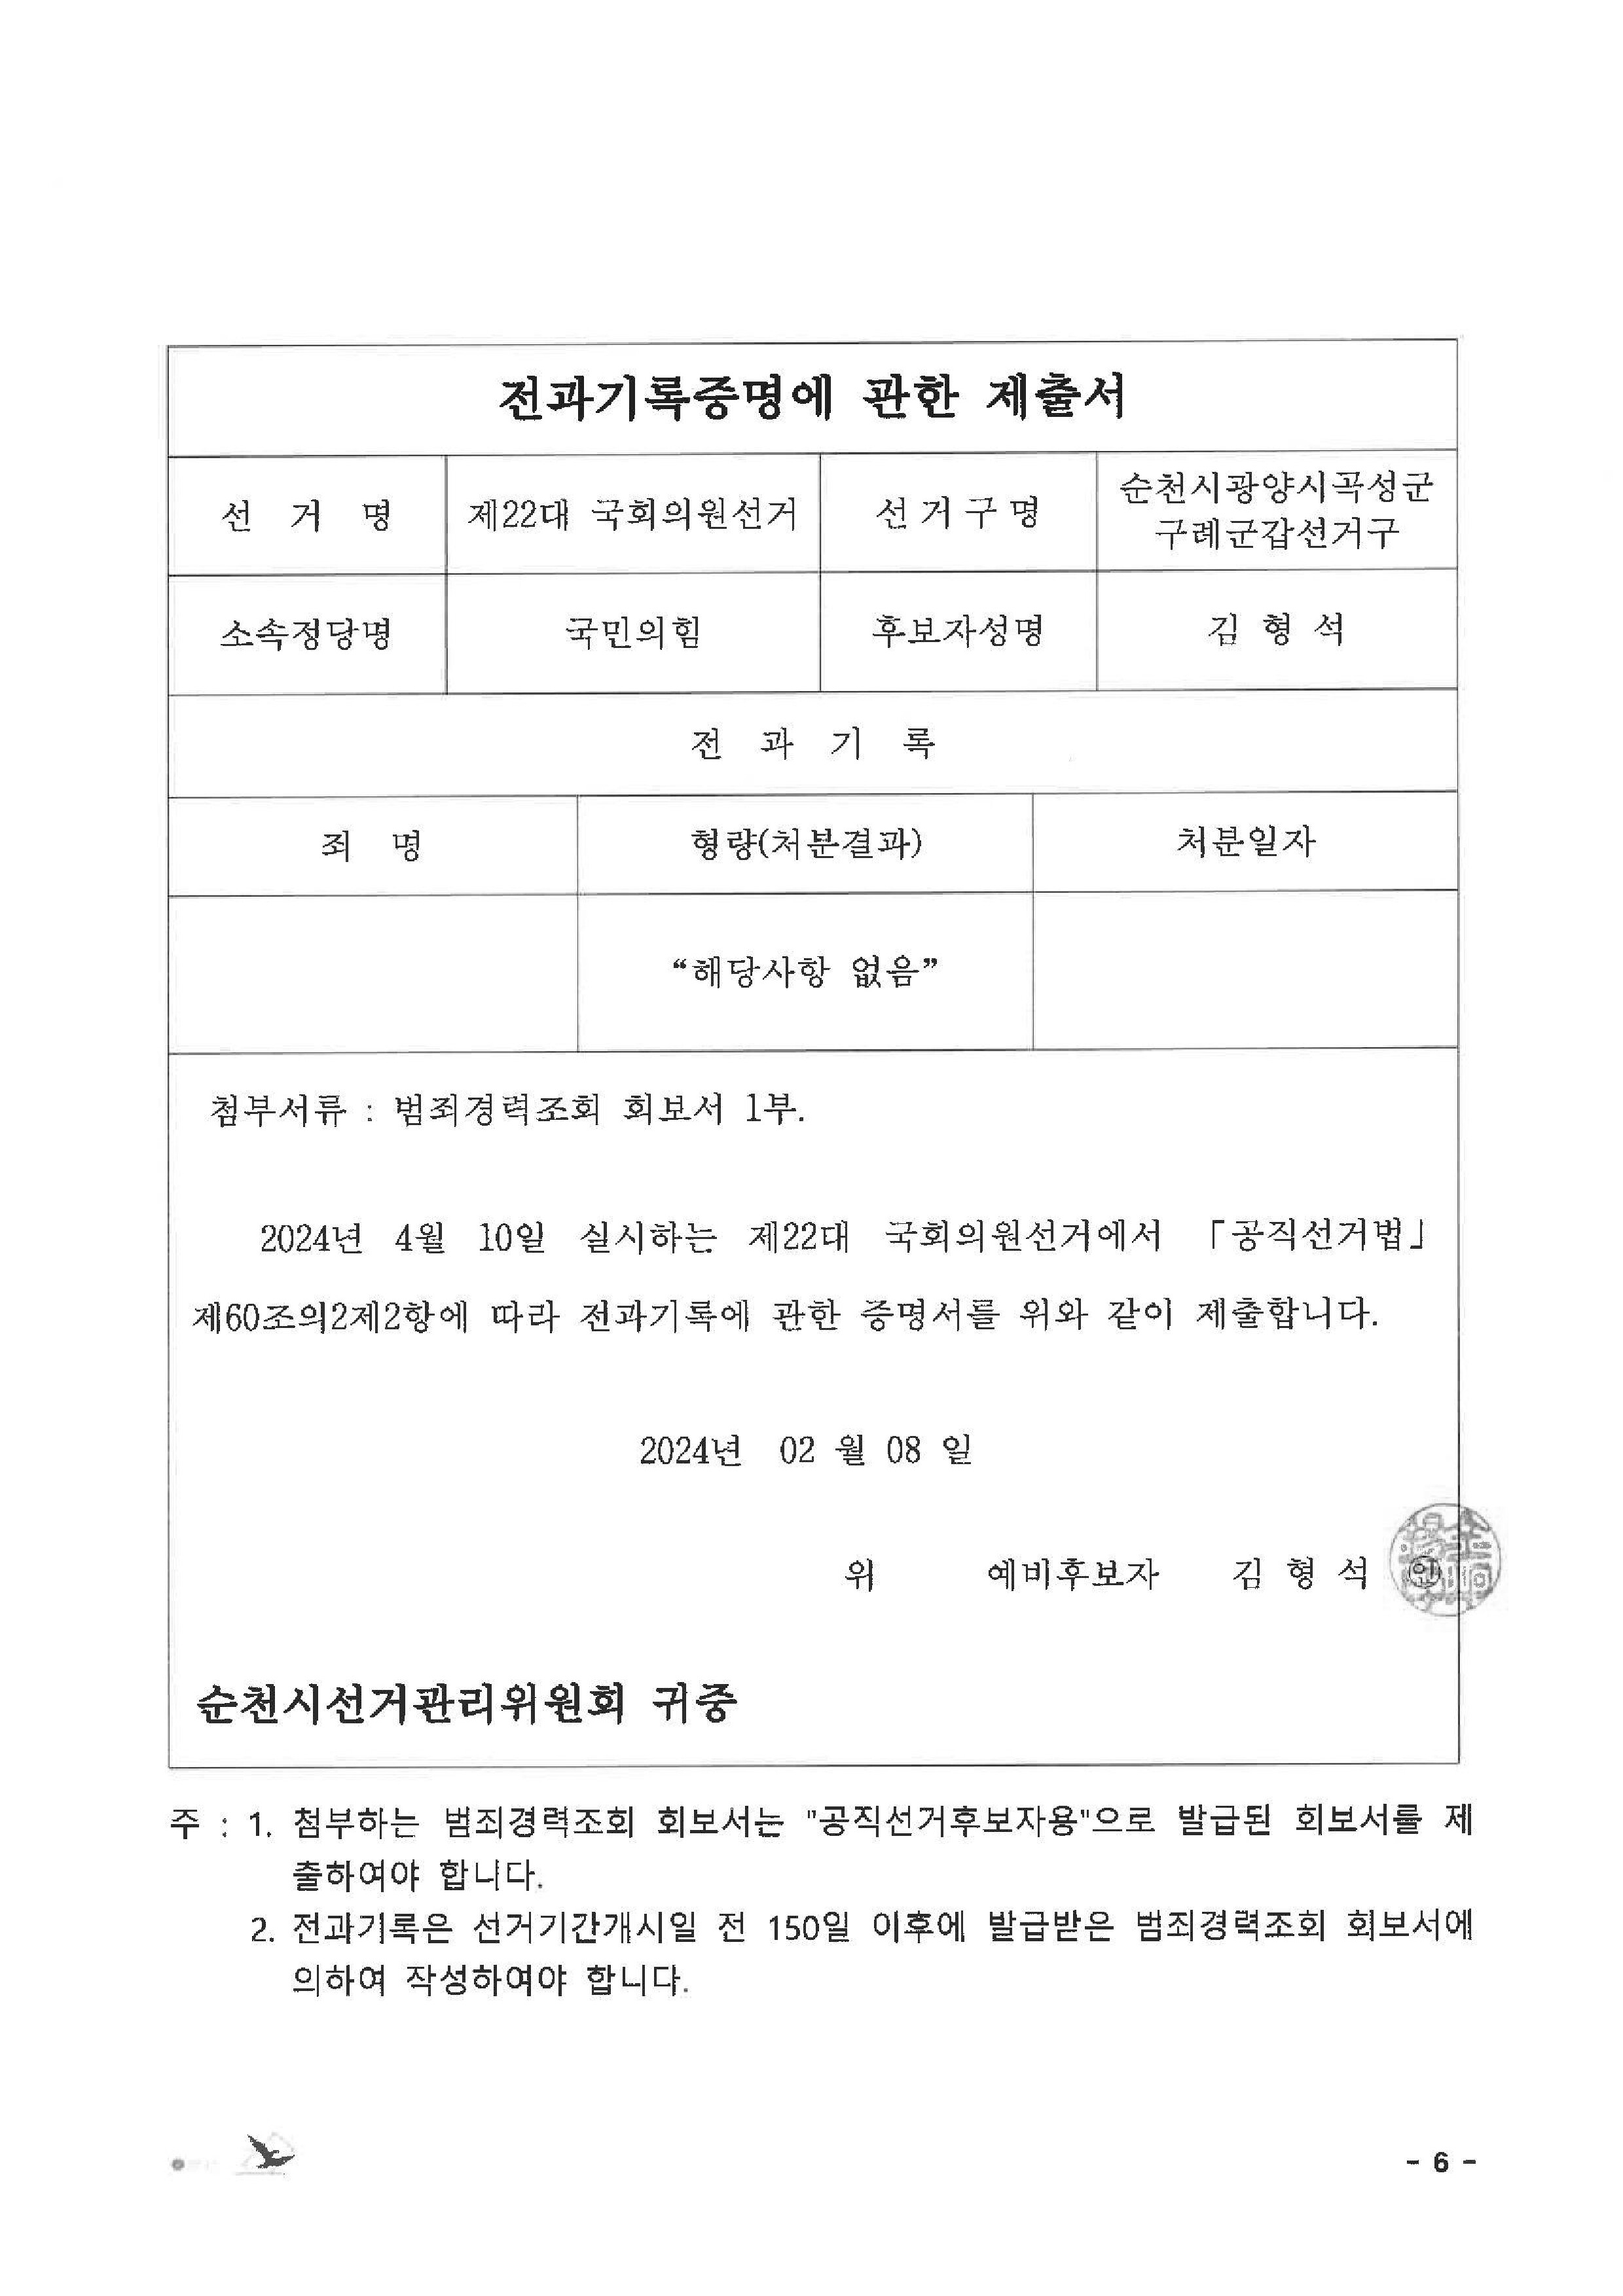 전과기록증명에 관한 제출서
선 거 명 제22대 국회의원선거 선거구명 순천시광양시곡성군
구례군갑선거구
소속정당명 국민의힘 후보자성명 김 형 석
전 과 기 록
죄 명 형량(처분결과) 처분일자
“해당사항 없음”
첨부서류 : 범죄경력조회 회보서 1부.
2024년 4월 10일 실시하는 제22대 국회의원선거에서 「공직선거법」
제60조의2제2항에 따라 전과기록에 관한 증명서를 위와 같이 제출합니다.
2024년 02 월 08 일
위 예비후보자 김 형 석 ㊞
순천시선거관리위원회 귀중
주 : 1. 첨부하는 범죄경력조회 회보서는 "공직선거후보자용"으로 발급된 회보서를 제
출하여야 합니다.
2. 전과기록은 선거기간개시일 전 150일 이후에 발급받은 범죄경력조회 회보서에
의하여 작성하여야 합니다.
- 6 -